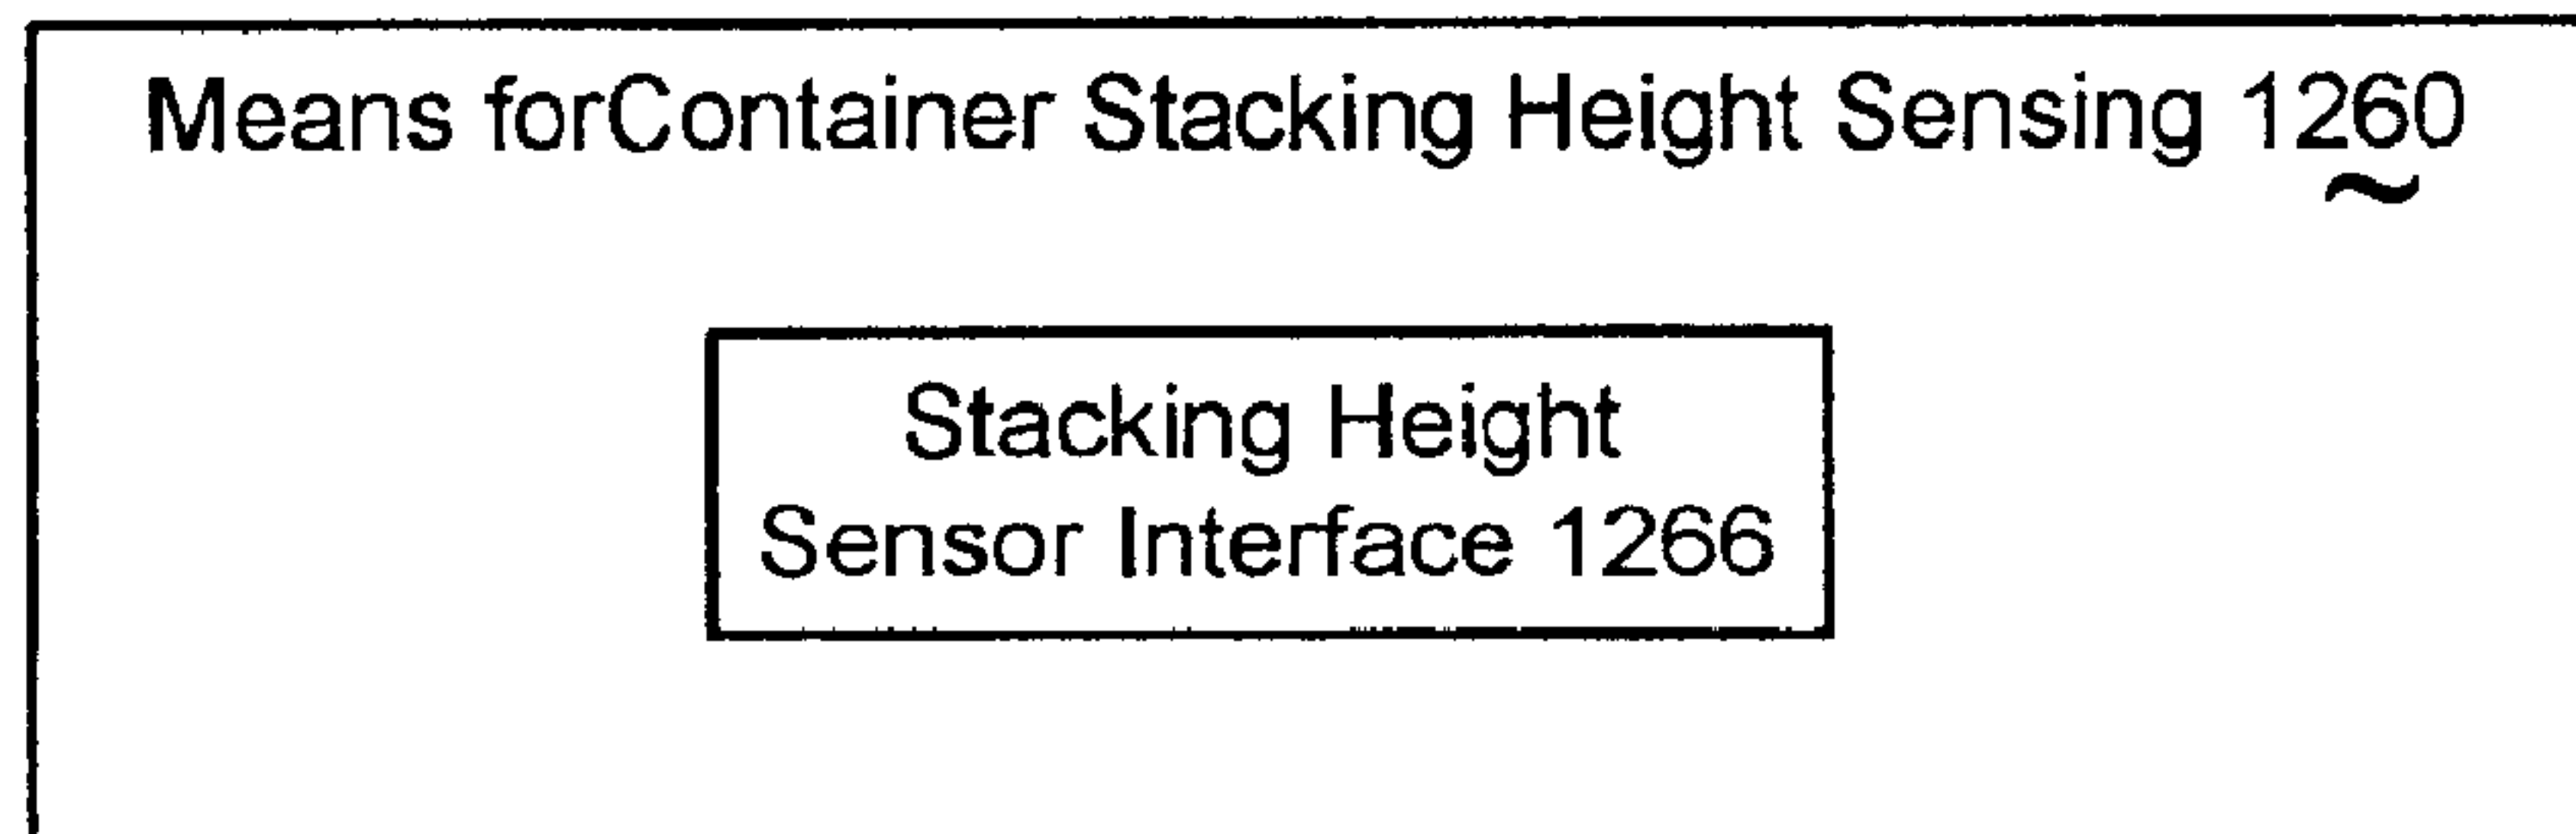 Means forContainer Stacking Height Sensing 1260
Stacking Height
Sensor Interface 1266